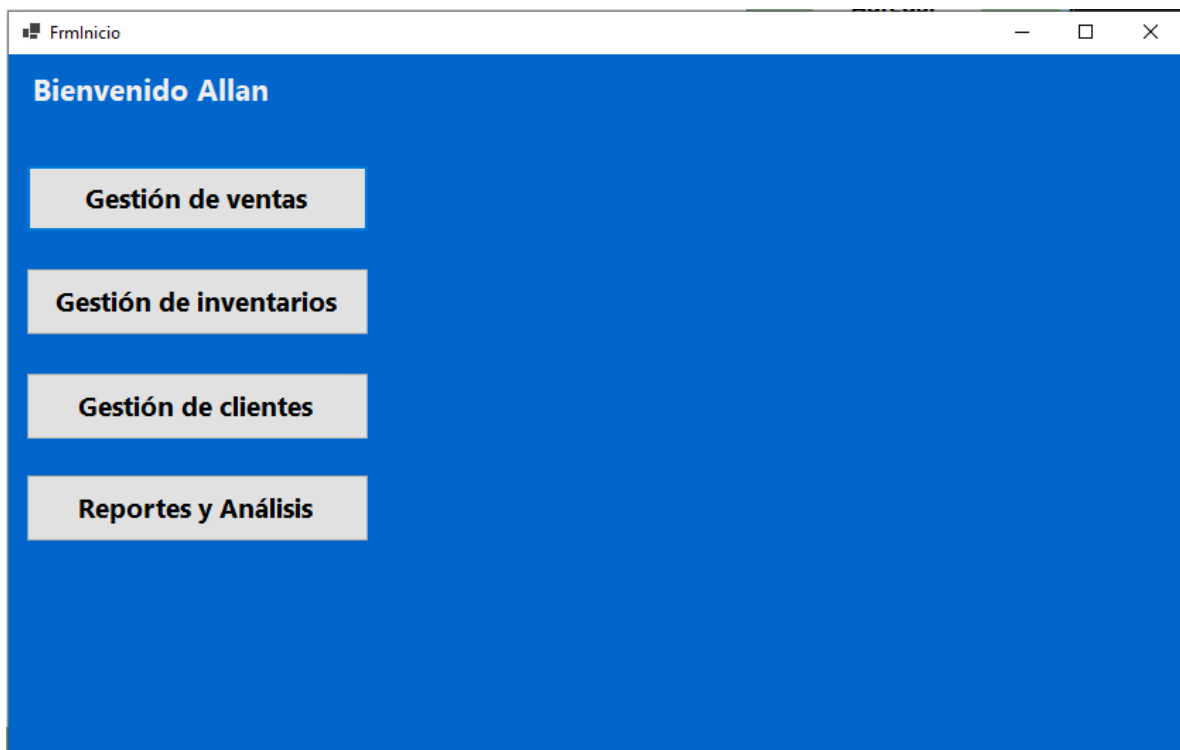 FrmInicio
Bienvenido Allan
Gestión de ventas
Gestión de inventarios
Gestión de clientes
Reportes y Análisis